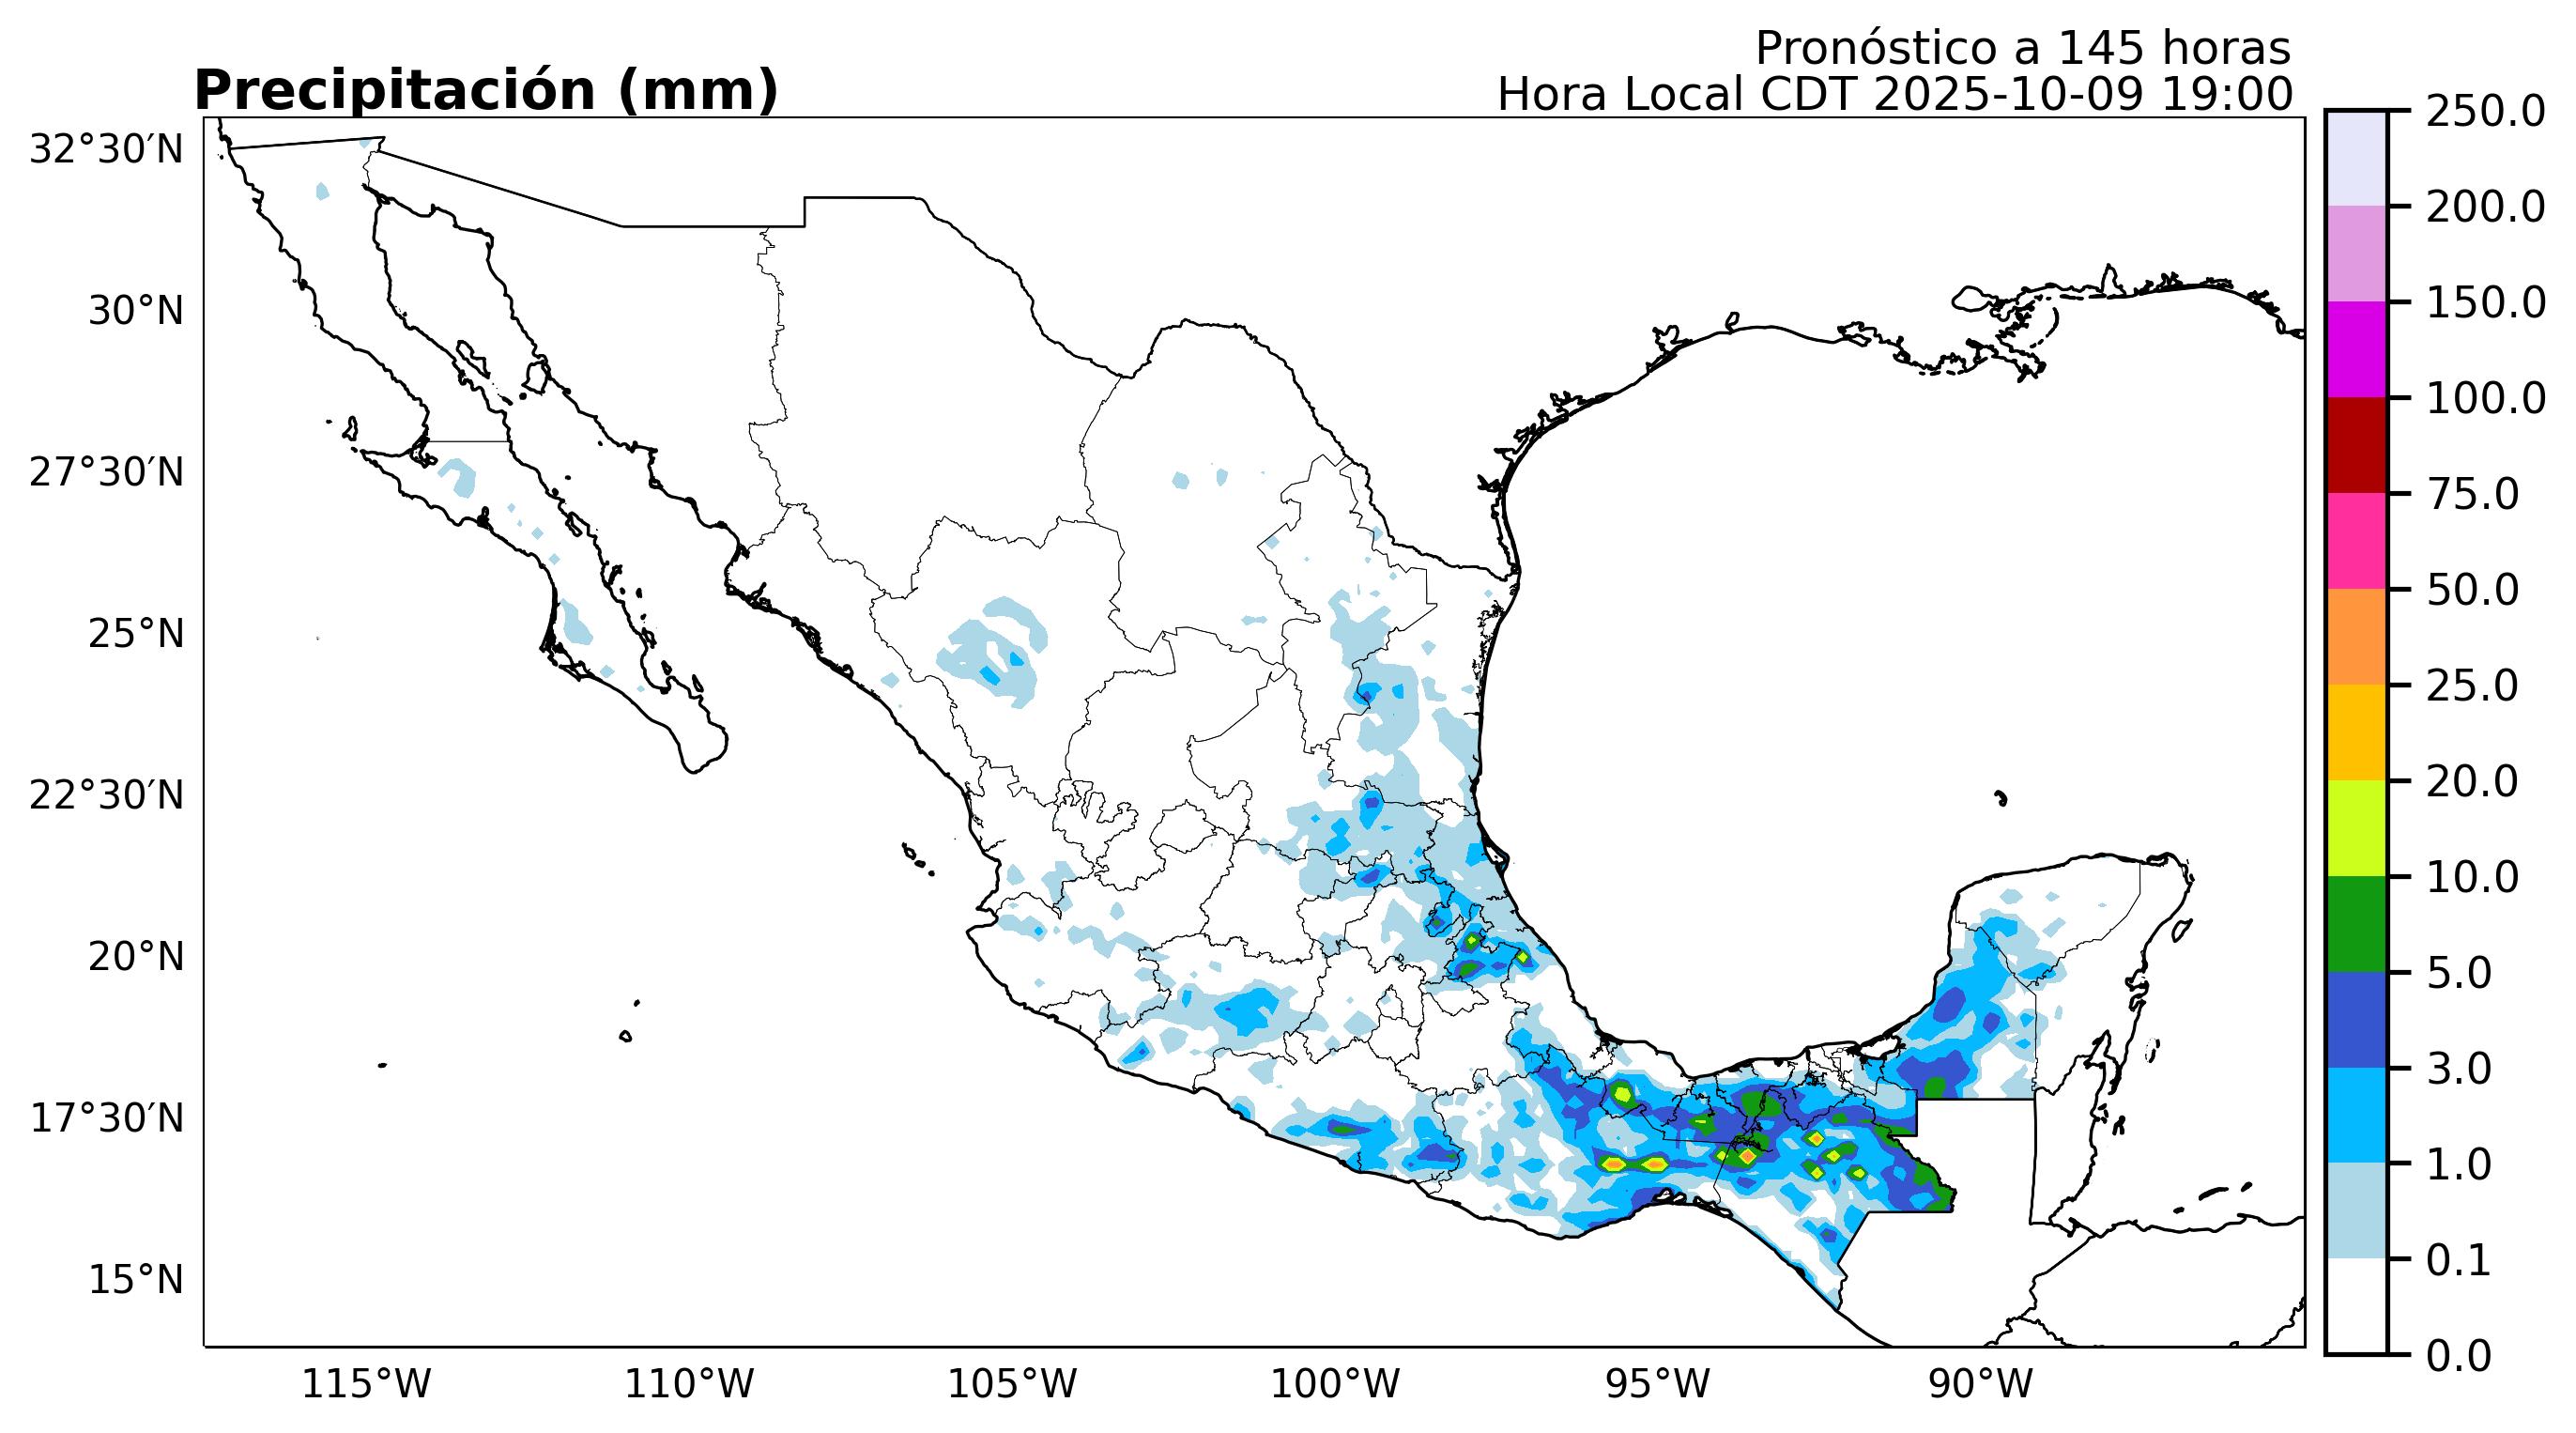 Pronóstico a 145 horas
Precipitación (mm)
Hora Local CDT 2025-10-09 19:00
32°30′N
30°N
27°30′N
25°N
22°30′N
20°N
17°30′N
15°N
115°W
110°W
105°W
100°W
95°W
90°W
250.0
200.0
150.0
100.0
75.0
50.0
25.0
20.0
10.0
5.0
3.0
1.0
0.1
0.0